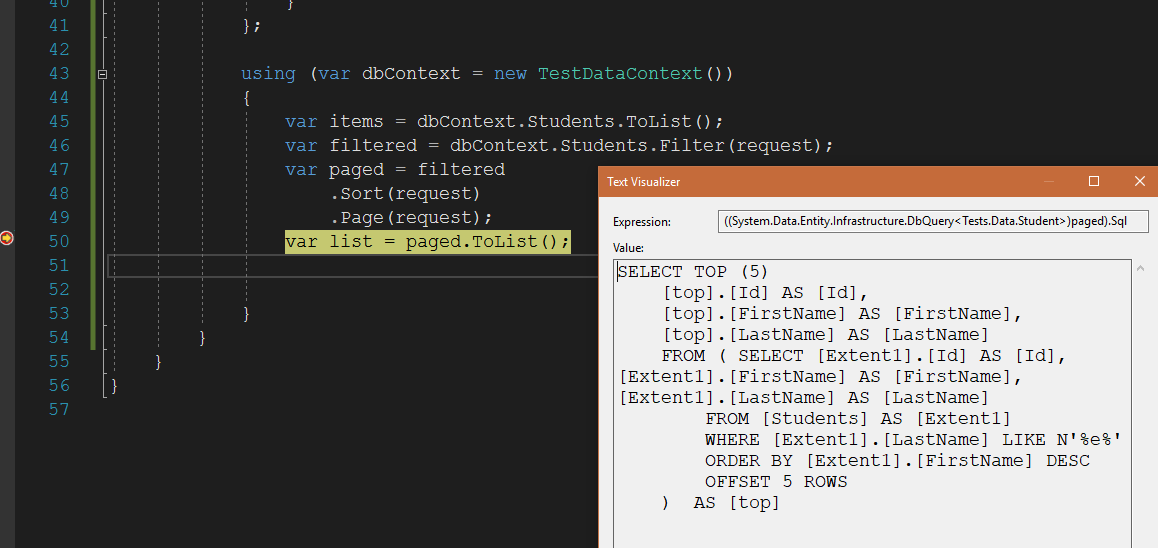 40 }
41 };
42
43 using (var dbContext = new TestDataContext())
44 {
45 var items = dbContext.Students.ToList();
46 var filtered = dbContext.Students.Filter(request);
47 var paged = filtered
48 .Sort(request)
49 .Page(request);
50 var list = paged.ToList();
51
52
53 }
54 }
55 }
56 }
57
Text Visualizer
Expression: ((System.Data.Entity.Infrastructure.DbQuery<Tests.Data.Student>)paged).Sql
Value:
SELECT TOP (5)
[top].[Id] AS [Id],
[top].[FirstName] AS [FirstName],
[top].[LastName] AS [LastName]
FROM ( SELECT [Extent1].[Id] AS [Id],
[Extent1].[FirstName] AS [FirstName],
[Extent1].[LastName] AS [LastName]
FROM [Students] AS [Extent1]
WHERE [Extent1].[LastName] LIKE N'%e%'
ORDER BY [Extent1].[FirstName] DESC
OFFSET 5 ROWS
) AS [top]